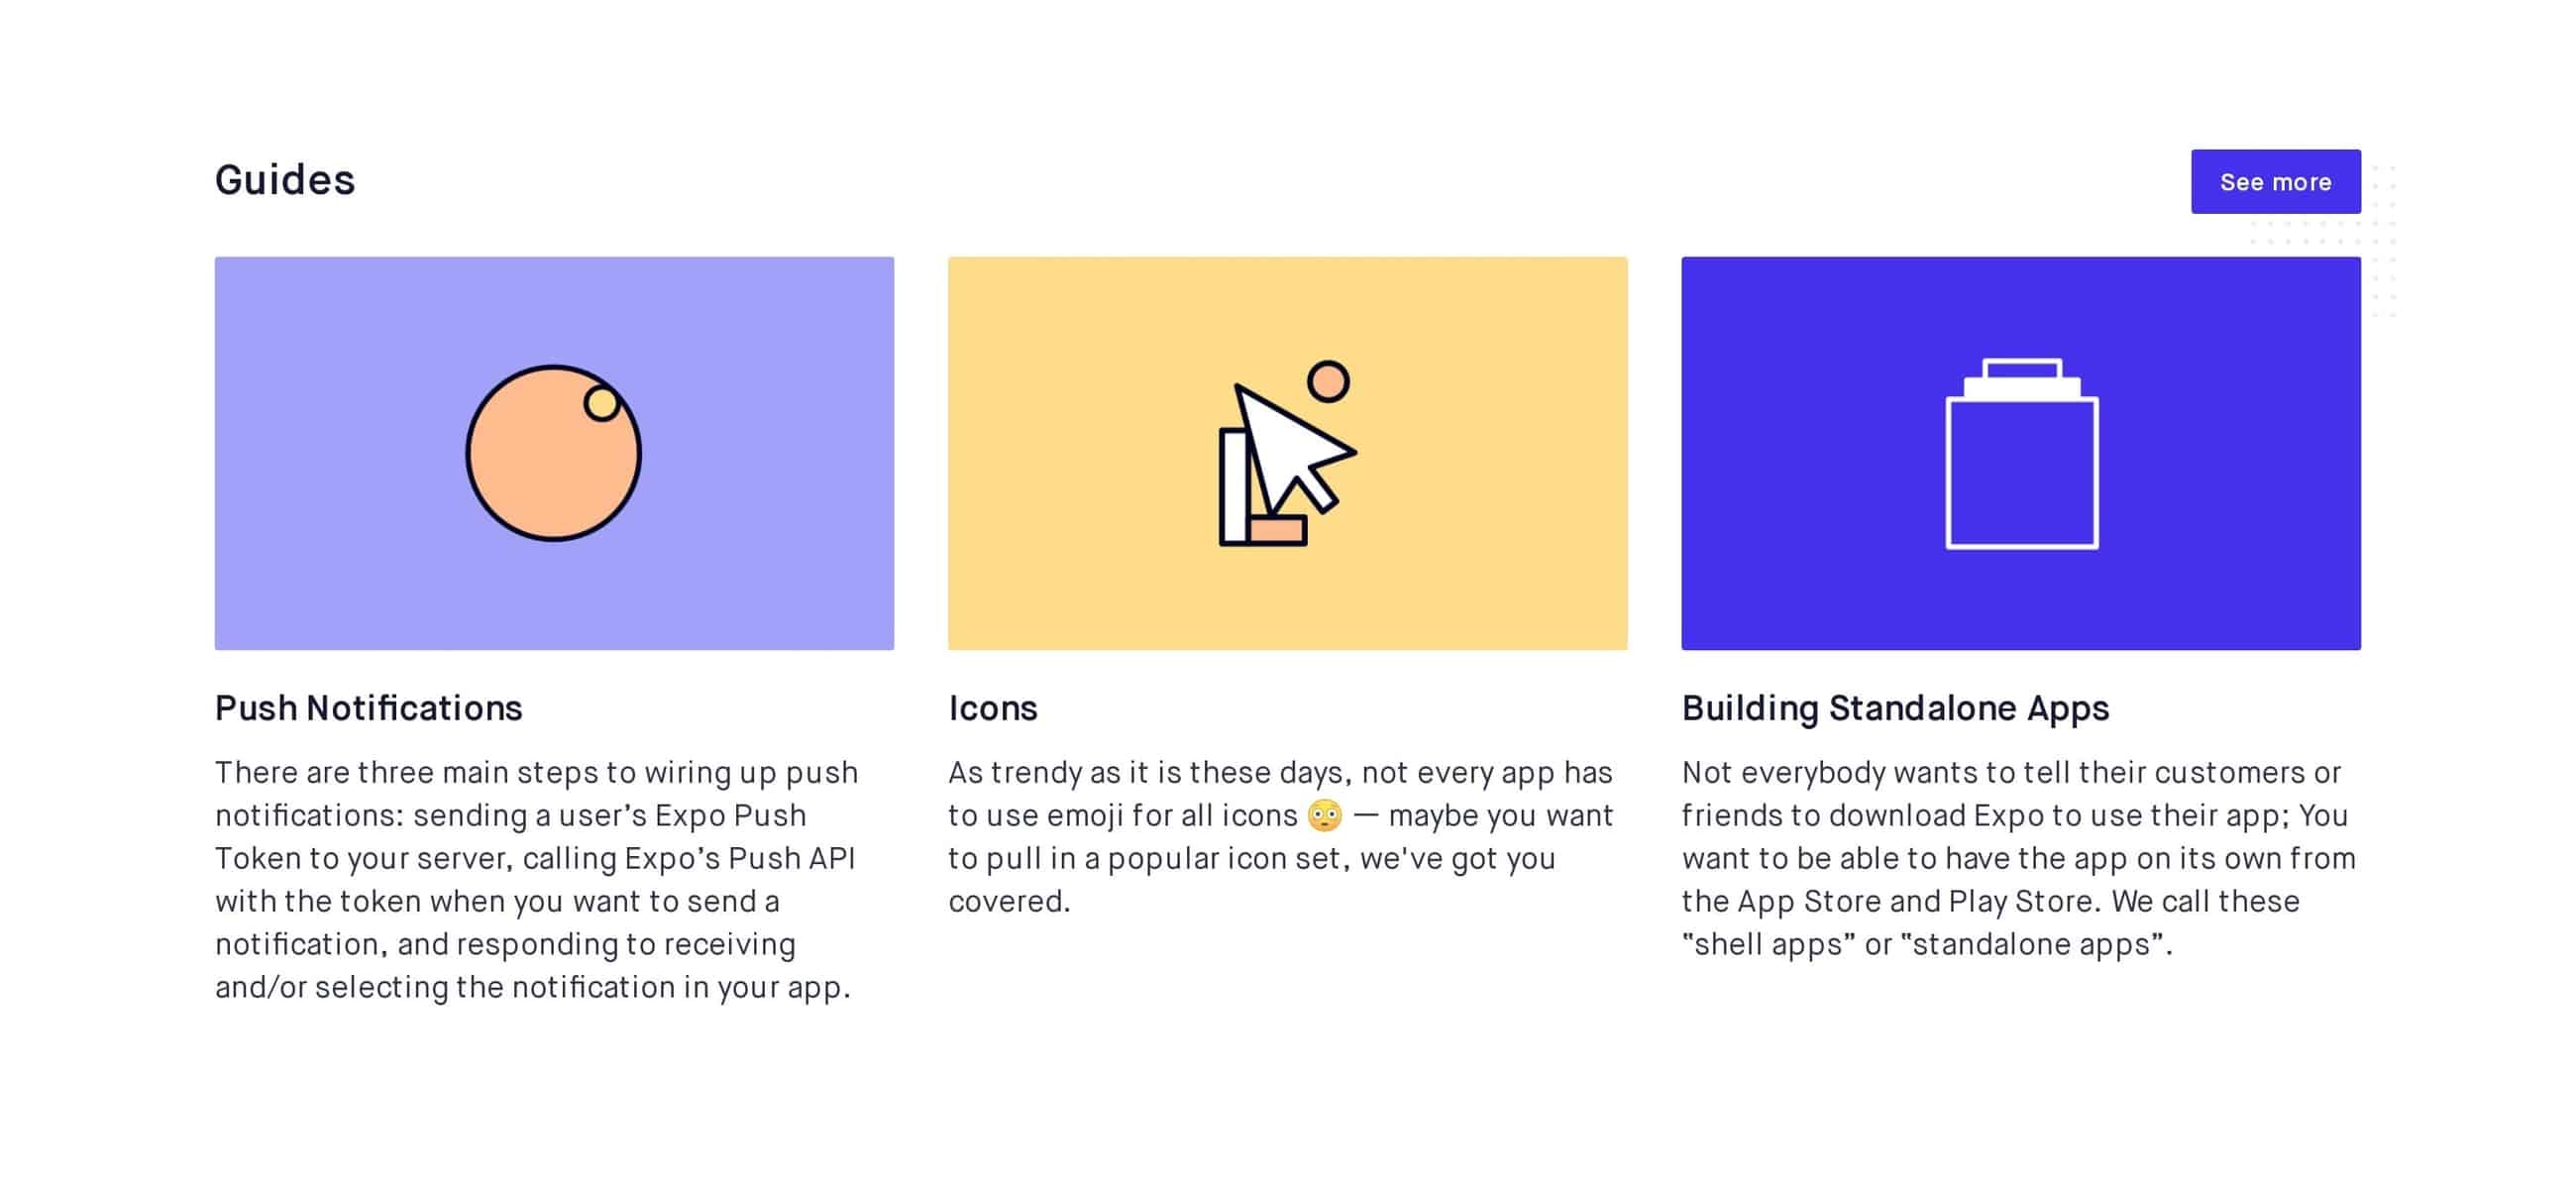 Guides
See more
Push Notifications
There are three main steps to wiring up push
notifications: sending a user’s Expo Push
Token to your server, calling Expo’s Push API
with the token when you want to send a
notification, and responding to receiving
and/or selecting the notification in your app.
Icons
As trendy as it is these days, not every app has
to use emoji for all icons 😳 — maybe you want
to pull in a popular icon set, we've got you
covered.
Building Standalone Apps
Not everybody wants to tell their customers or
friends to download Expo to use their app; You
want to be able to have the app on its own from
the App Store and Play Store. We call these
“shell apps” or “standalone apps”.